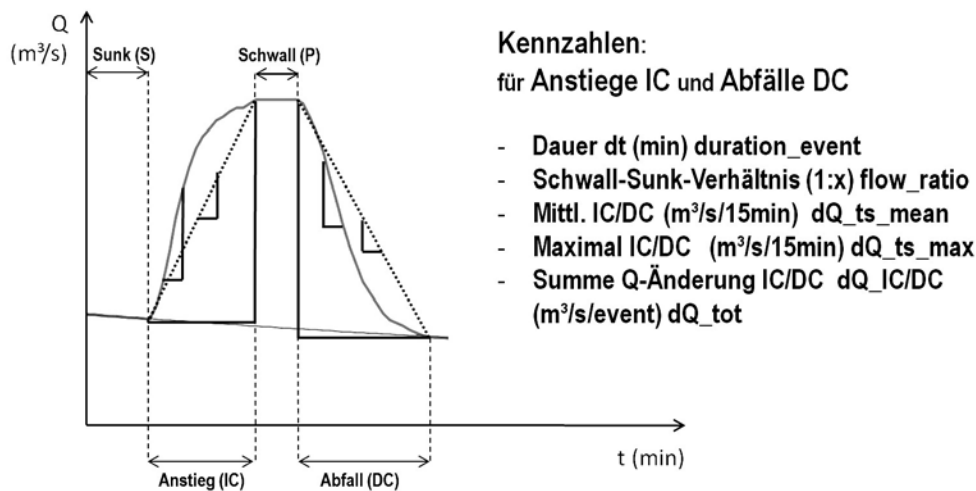 Q
(m³/s)
Sunk (S)
Schwall (P)
Anstieg (IC)
Abfall (DC)
t (min)
Kennzahlen:
für Anstiege IC und Abfälle DC
- Dauer dt (min) duration_event
- Schwall-Sunk-Verhältnis (1:x) flow_ratio
- Mittl. IC/DC (m³/s/15min) dQ_ts_mean
- Maximal IC/DC (m³/s/15min) dQ_ts_max
- Summe Q-Änderung IC/DC dQ_IC/DC
(m³/s/event) dQ_tot